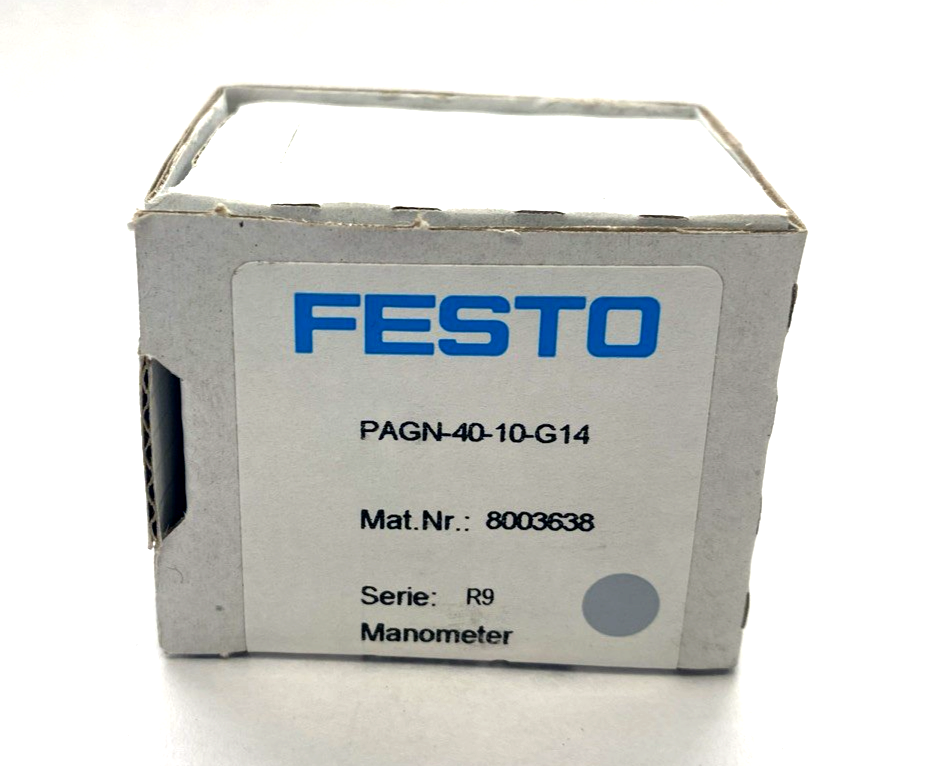 FESTO
PAGN-40-10-G14
Mat.Nr.: 8003638
Serie: R9
Manometer